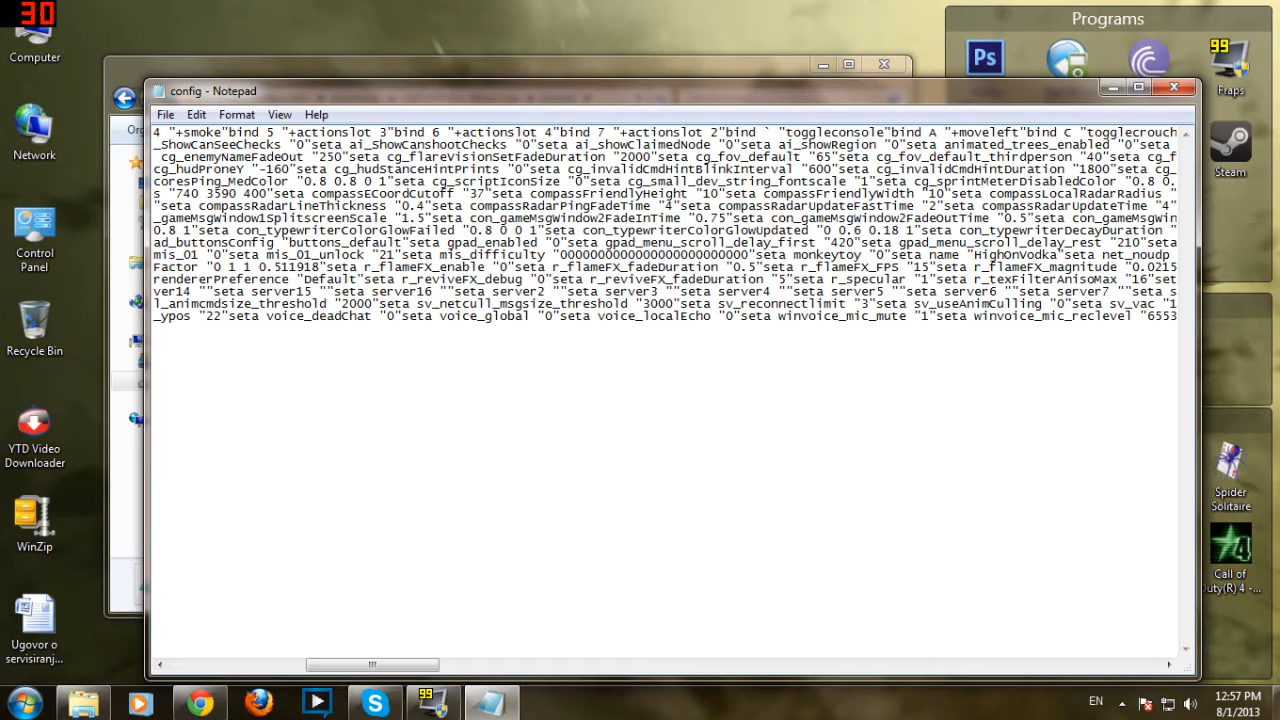 30
Computer
Network
Control
Panel
Recycle Bin
YTD Video
Downloader
WinZip
Ugovor o
servisiranj...
Programs
Ps
99
Fraps
Steam
Spider
Solitaire
4
Call of
Duty(R) 4 -...
Org
config - Notepad
File Edit Format View Help
4 "+smoke"bind 5 "+actionslot 3"bind 6 "+actionslot 4"bind 7 "+actionslot 2"bind ` "toggleconsole"bind A "+moveleft"bind C "togglecrouch
_ShowCanSeeChecks "0"seta ai_ShowCanshootChecks "0"seta ai_showClaimedNode "0"seta ai_showRegion "0"seta animated_trees_enabled "0"seta
cg_enemyNameFadeOut "250"seta cg_flareVisionSetFadeDuration "2000"seta cg_fov_default "65"seta cg_fov_default_thirdperson "40"seta cg_f
cg_hudProneY "-160"seta cg_hudStanceHintPrints "0"seta cg_invalidCmdHintBlinkInterval "600"seta cg_invalidCmdHintDuration "1800"seta
coresPing_MedColor "0.8 0.8 0 1"seta cg_scriptIconSize "0"seta cg_small_dev_string_fontscale "1"seta cg_sprintMeterDisabledColor "0.8 0.
s "740 3590 400"seta compassECoordCutoff "37"seta compassFriendlyHeight "10"seta compassFriendlyWidth "10"seta compassLocalRadarRadius "
"seta compassRadarLineThickness "0.4"seta compassRadarPingFadeTime "4"seta compassRadarUpdateFastTime "2"seta compassRadarUpdateTime "4"
_gameMsgWindow1SplitscreenScale "1.5"seta con_gameMsgWindow2FadeInTime "0.75"seta con_gameMsgWindow2FadeOutTime "0.5"seta con_gameMsgWin
0.8 1"seta con_typewriterColorGlowFailed "0.8 0 0 1"seta con_typewriterColorGlowUpdated "0 0.6 0.18 1"seta con_typewriterDecayDuration "
ad_buttonsConfig "buttons_default"seta gpad_enabled "0"seta gpad_menu_scroll_delay_first "420"seta gpad_menu_scroll_delay_rest "210"seta
mis_01 "0"seta mis_01_unlock "21"seta mis_difficulty "0000000000000000000000000"seta monkeytoy "0"seta name "HighOnVodka"seta net_noudp
Factor "0 1 1 0.511918"seta r_flameFX_enable "0"seta r_flameFX_fadeDuration "0.5"seta r_flameFX_FPS "15"seta r_flameFX_magnitude "0.0215
rendererPreference "Default"seta r_reviveFX_debug "0"seta r_reviveFX_fadeDuration "5"seta r_specular "1"seta r_texFilterAnisoMax "16"set
ver14 ""seta server15 ""seta server16 ""seta server2 ""seta server3 ""seta server4 ""seta server5 ""seta server6 ""seta server7 ""seta s
l_animcmdsize_threshold "2000"seta sv_netcull_msgsize_threshold "3000"seta sv_reconnectlimit "3"seta sv_useAnimCulling "0"seta sv_vac "1
_ypos "22"seta voice_deadChat "0"seta voice_global "0"seta voice_localEcho "0"seta winvoice_mic_mute "1"seta winvoice_mic_reclevel "6553
99
EN
12:57 PM
8/1/2013